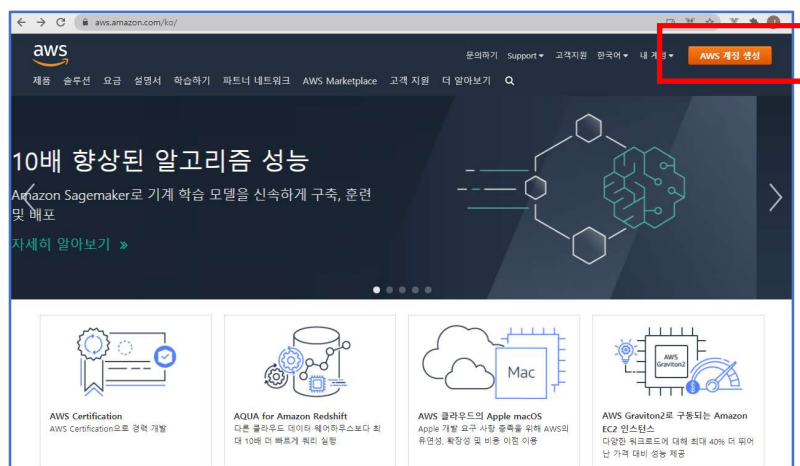 aws.amazon.com/ko/
aws
문의하기 Support 고객지원 한국어 내 계정 AWS 계정 생성
제품 솔루션 요금 설명서 학습하기 파트너 네트워크 AWS Marketplace 고객 지원 더 알아보기
10배 향상된 알고리즘 성능
Amazon Sagemaker로 기계 학습 모델을 신속하게 구축, 훈련
및 배포
자세히 알아보기 »
Mac
AWS
Graviton2
AWS Certification
AWS Certification으로 경력 개발
AQUA for Amazon Redshift
다른 클라우드 데이터 웨어하우스보다 최
대 10배 더 빠르게 쿼리 실행
AWS 클라우드의 Apple macOS
Apple 개발 요구 사항 충족을 위해 AWS의
유연성, 확장성 및 비용 이점 이용
AWS Graviton2로 구동되는 Amazon
EC2 인스턴스
다양한 워크로드에 대해 최대 40% 더 뛰어
난 가격 대비 성능 제공